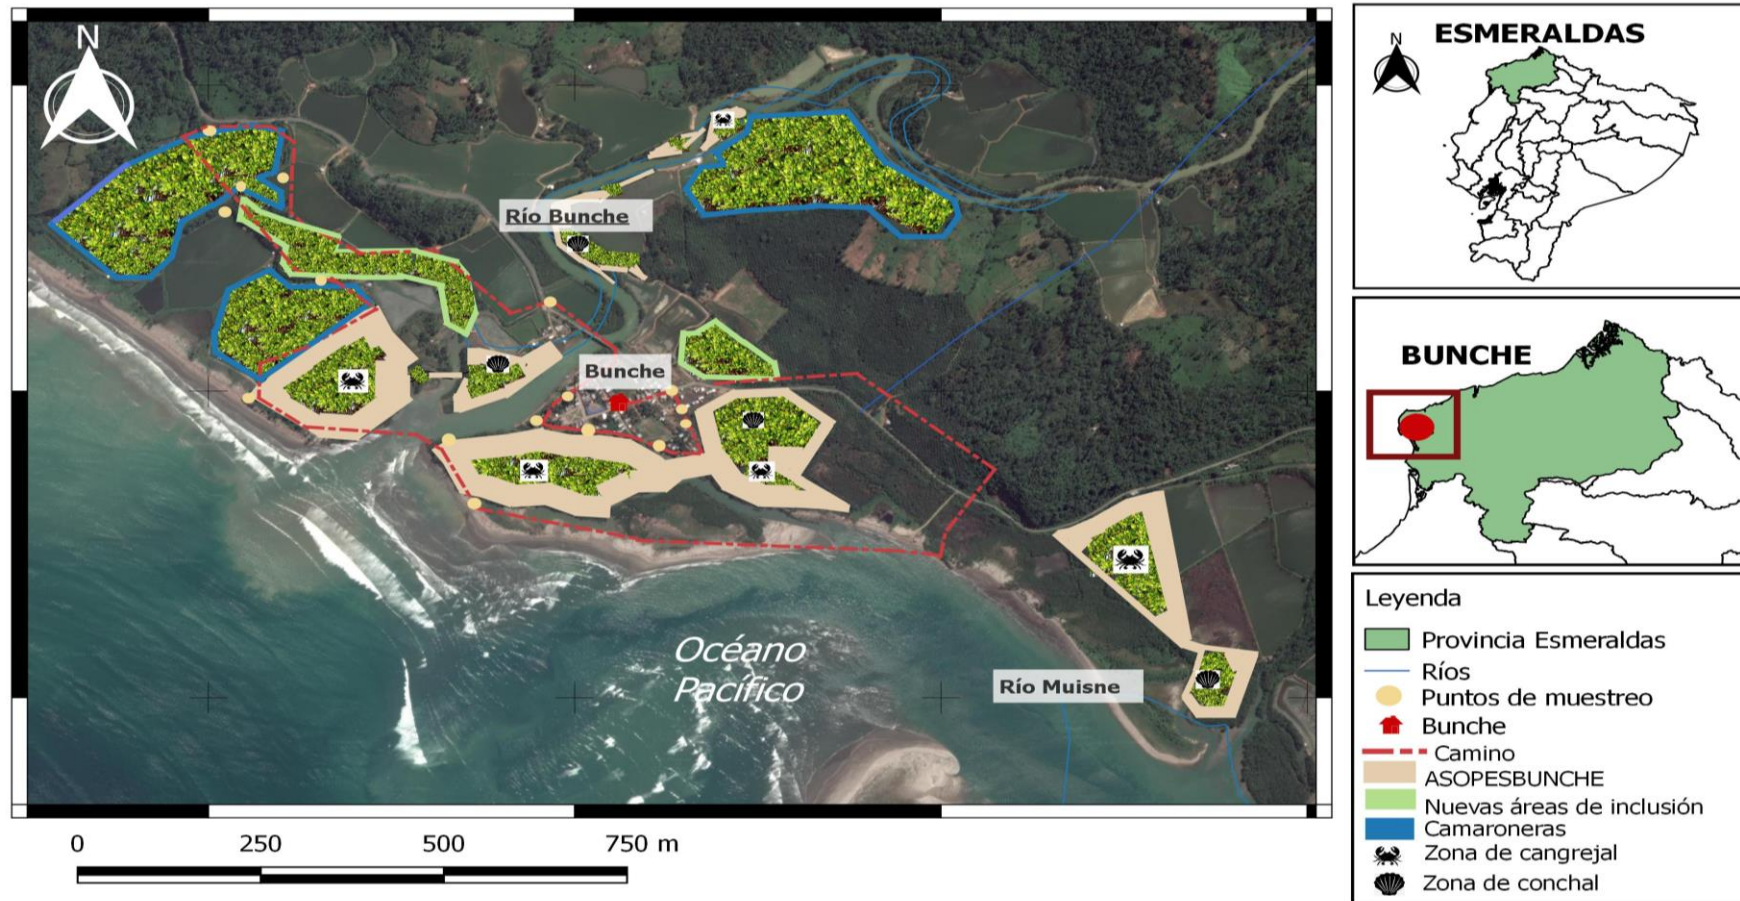 N
Río Bunche
Bunche
Océano
Pacífico
Río Muisne
0 250 500 750 m
N
ESMERALDAS
BUNCHE
Leyenda
Provincia Esmeraldas
Ríos
Puntos de muestreo
Bunche
Camino
ASOPESBUNCHE
Nuevas áreas de inclusión
Camaroneras
Zona de cangrejal
Zona de conchal